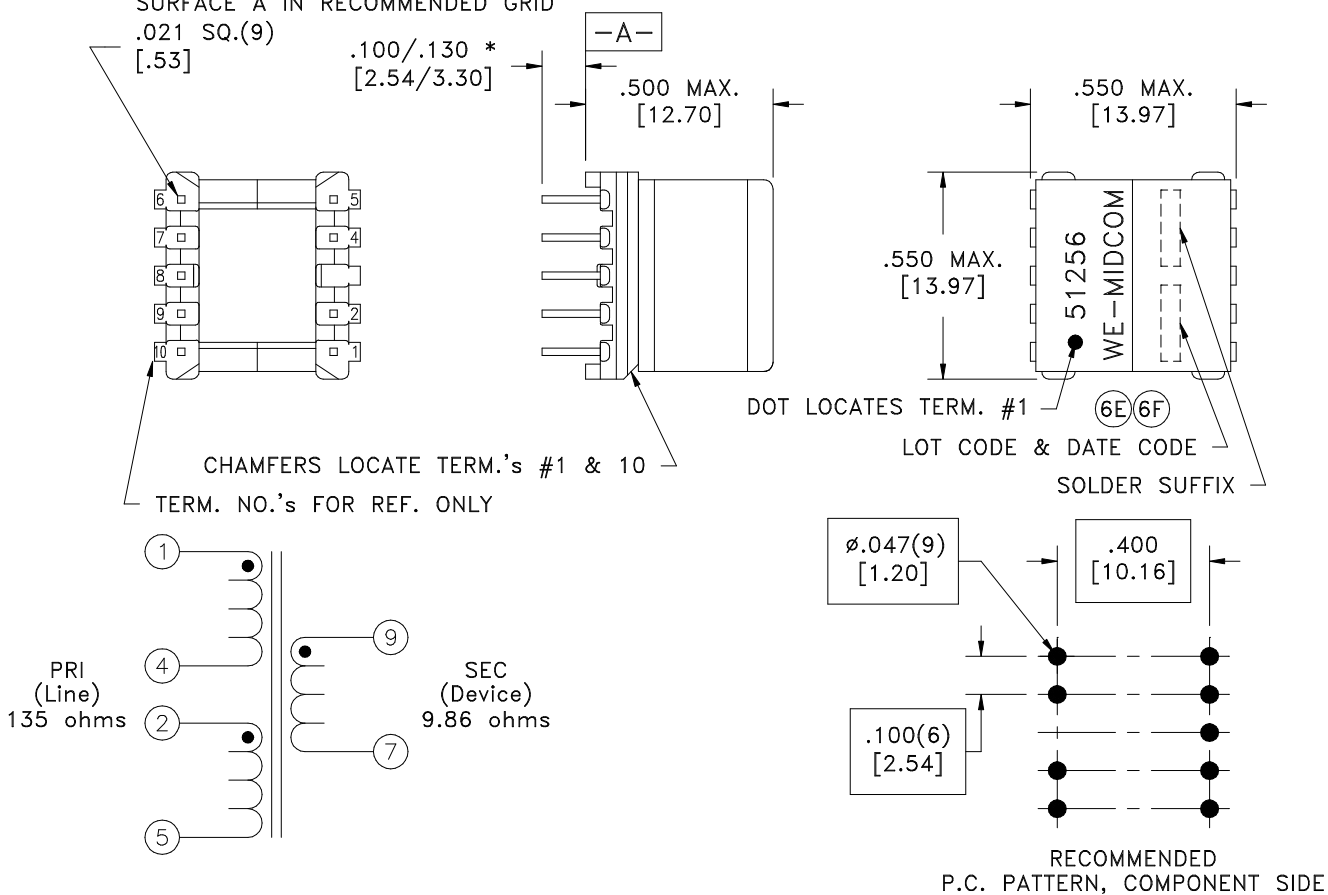 SURFACE A IN RECOMMENDED GRID
.021 SQ.(9)
[.53]
.100/.130 *
[2.54/3.30]
-A-
.500 MAX.
[12.70]
.550 MAX.
[13.97]
6
5
7
4
8
9
2
10
1
.550 MAX.
[13.97]
51256
WE-MIDCOM
DOT LOCATES TERM. #1
6E
6F
LOT CODE & DATE CODE
SOLDER SUFFIX
CHAMFERS LOCATE TERM.'s #1 & 10
TERM. NO.'s FOR REF. ONLY
1
4
2
5
9
7
PRI
(Line)
135 ohms
SEC
(Device)
9.86 ohms
ø.047(9)
[1.20]
.400
[10.16]
.100(6)
[2.54]
RECOMMENDED
P.C. PATTERN, COMPONENT SIDE